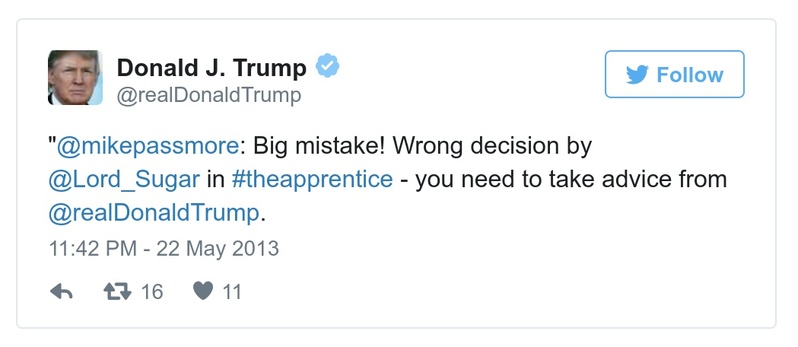 Donald J. Trump
@realDonaldTrump
Follow
"@mikepassmore: Big mistake! Wrong decision by
@Lord_Sugar in #theapprentice - you need to take advice from
@realDonaldTrump.
11:42 PM - 22 May 2013
16 11